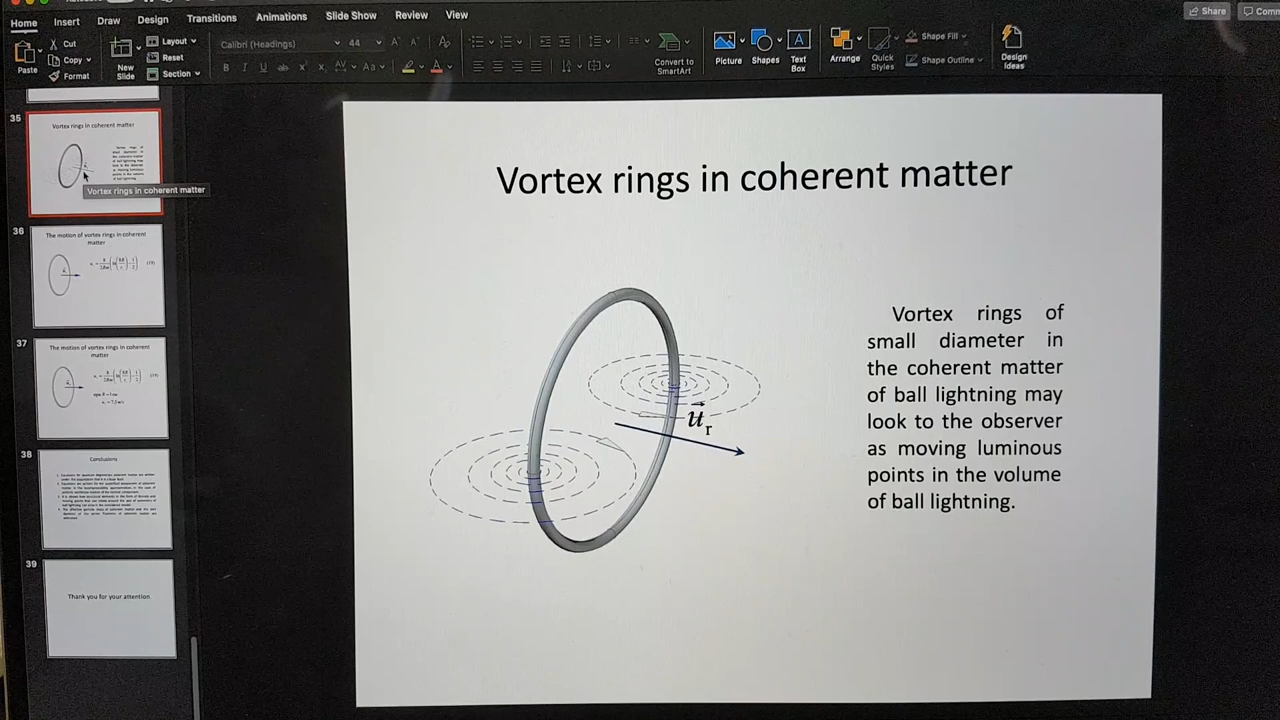 Home Insert Draw Design Transitions Animations Slide Show Review View
Share
Paste
Cut
Copy
Format
New
Slide
Layout
Reset
Section
Calibri (Headings) 44
Convert to
SmartArt
Picture
Shapes
Text
Box
Arrange
Quick
Styles
Shape Fill
Shape Outline
Design
Ideas
35
Vortex rings in coherent matter
Vortex rings in coherent matter
36
The motion of vortex rings in coherent
matter
37
The motion of vortex rings in coherent
matter
38
Conclusions
39
Thank you for your attention
Vortex rings in coherent matter
u r
Vortex rings of
small diameter in
the coherent matter
of ball lightning may
look to the observer
as moving luminous
points in the volume
of ball lightning.